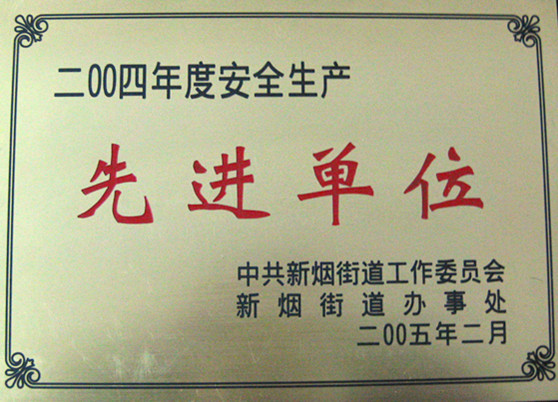 二00四年度安全生产
先进单位
中共新烟街道工作委员会
新烟街道办事处
二00五年二月